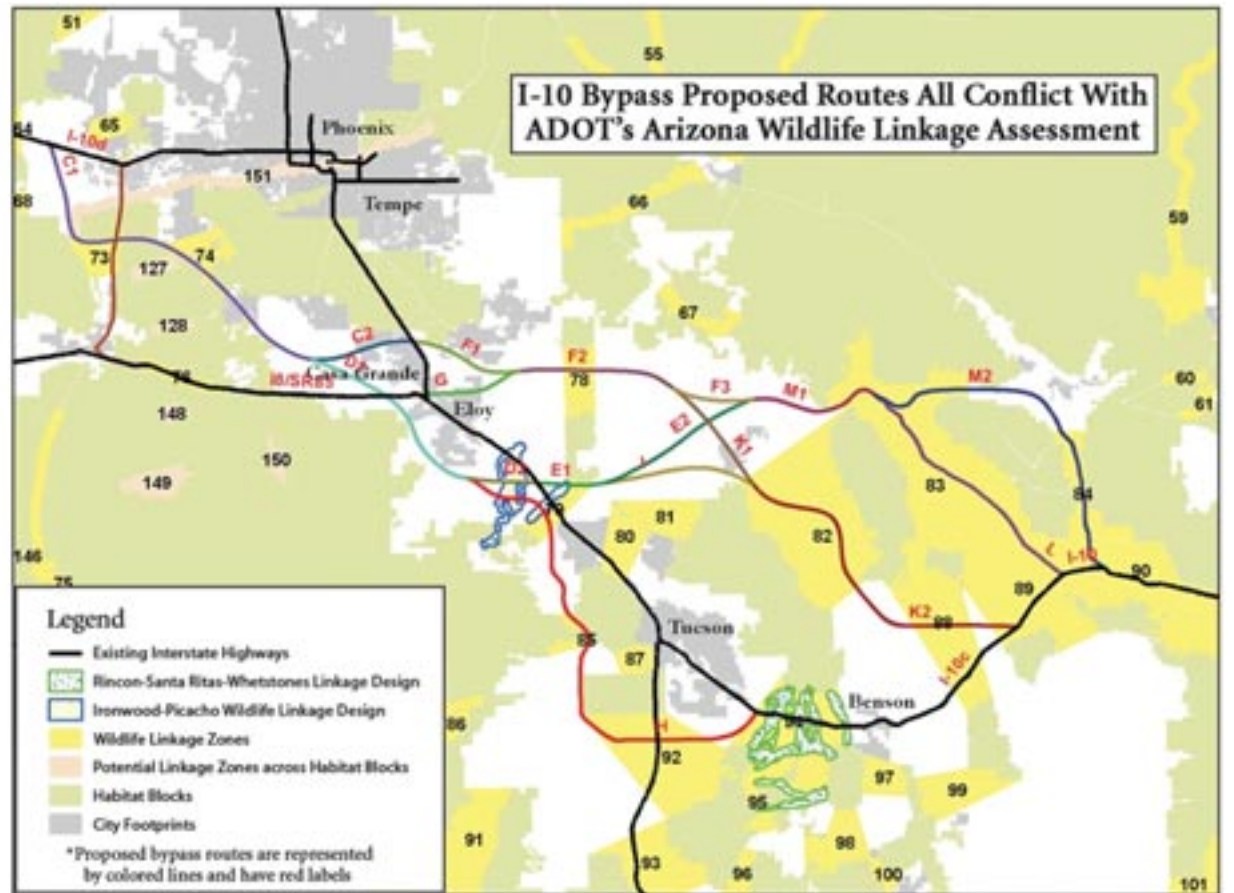 I-10 Bypass Proposed Routes All Conflict With
ADOT's Arizona Wildlife Linkage Assessment
51
55
65
Phoenix
I-10d
C1
151
Tempe
68
66
59
73
74
127
67
128
C2
F1
F2
78
60
Casa Grande
I8/SR85
G
F3
M1
M2
61
148
Eloy
E2
K1
150
149
D2
E1
83
84
81
80
82
146
75
I-10
90
89
K2
88
Tucson
85
87
I-10c
Benson
86
92
97
99
95
91
98
93
96
100
101
Legend
Existing Interstate Highways
Rincon-Santa Ritas-Whetstones Linkage Design
Ironwood-Picacho Wildlife Linkage Design
Wildlife Linkage Zones
Potential Linkage Zones across Habitat Blocks
Habitat Blocks
City Footprints
*Proposed bypass routes are represented
by colored lines and have red labels